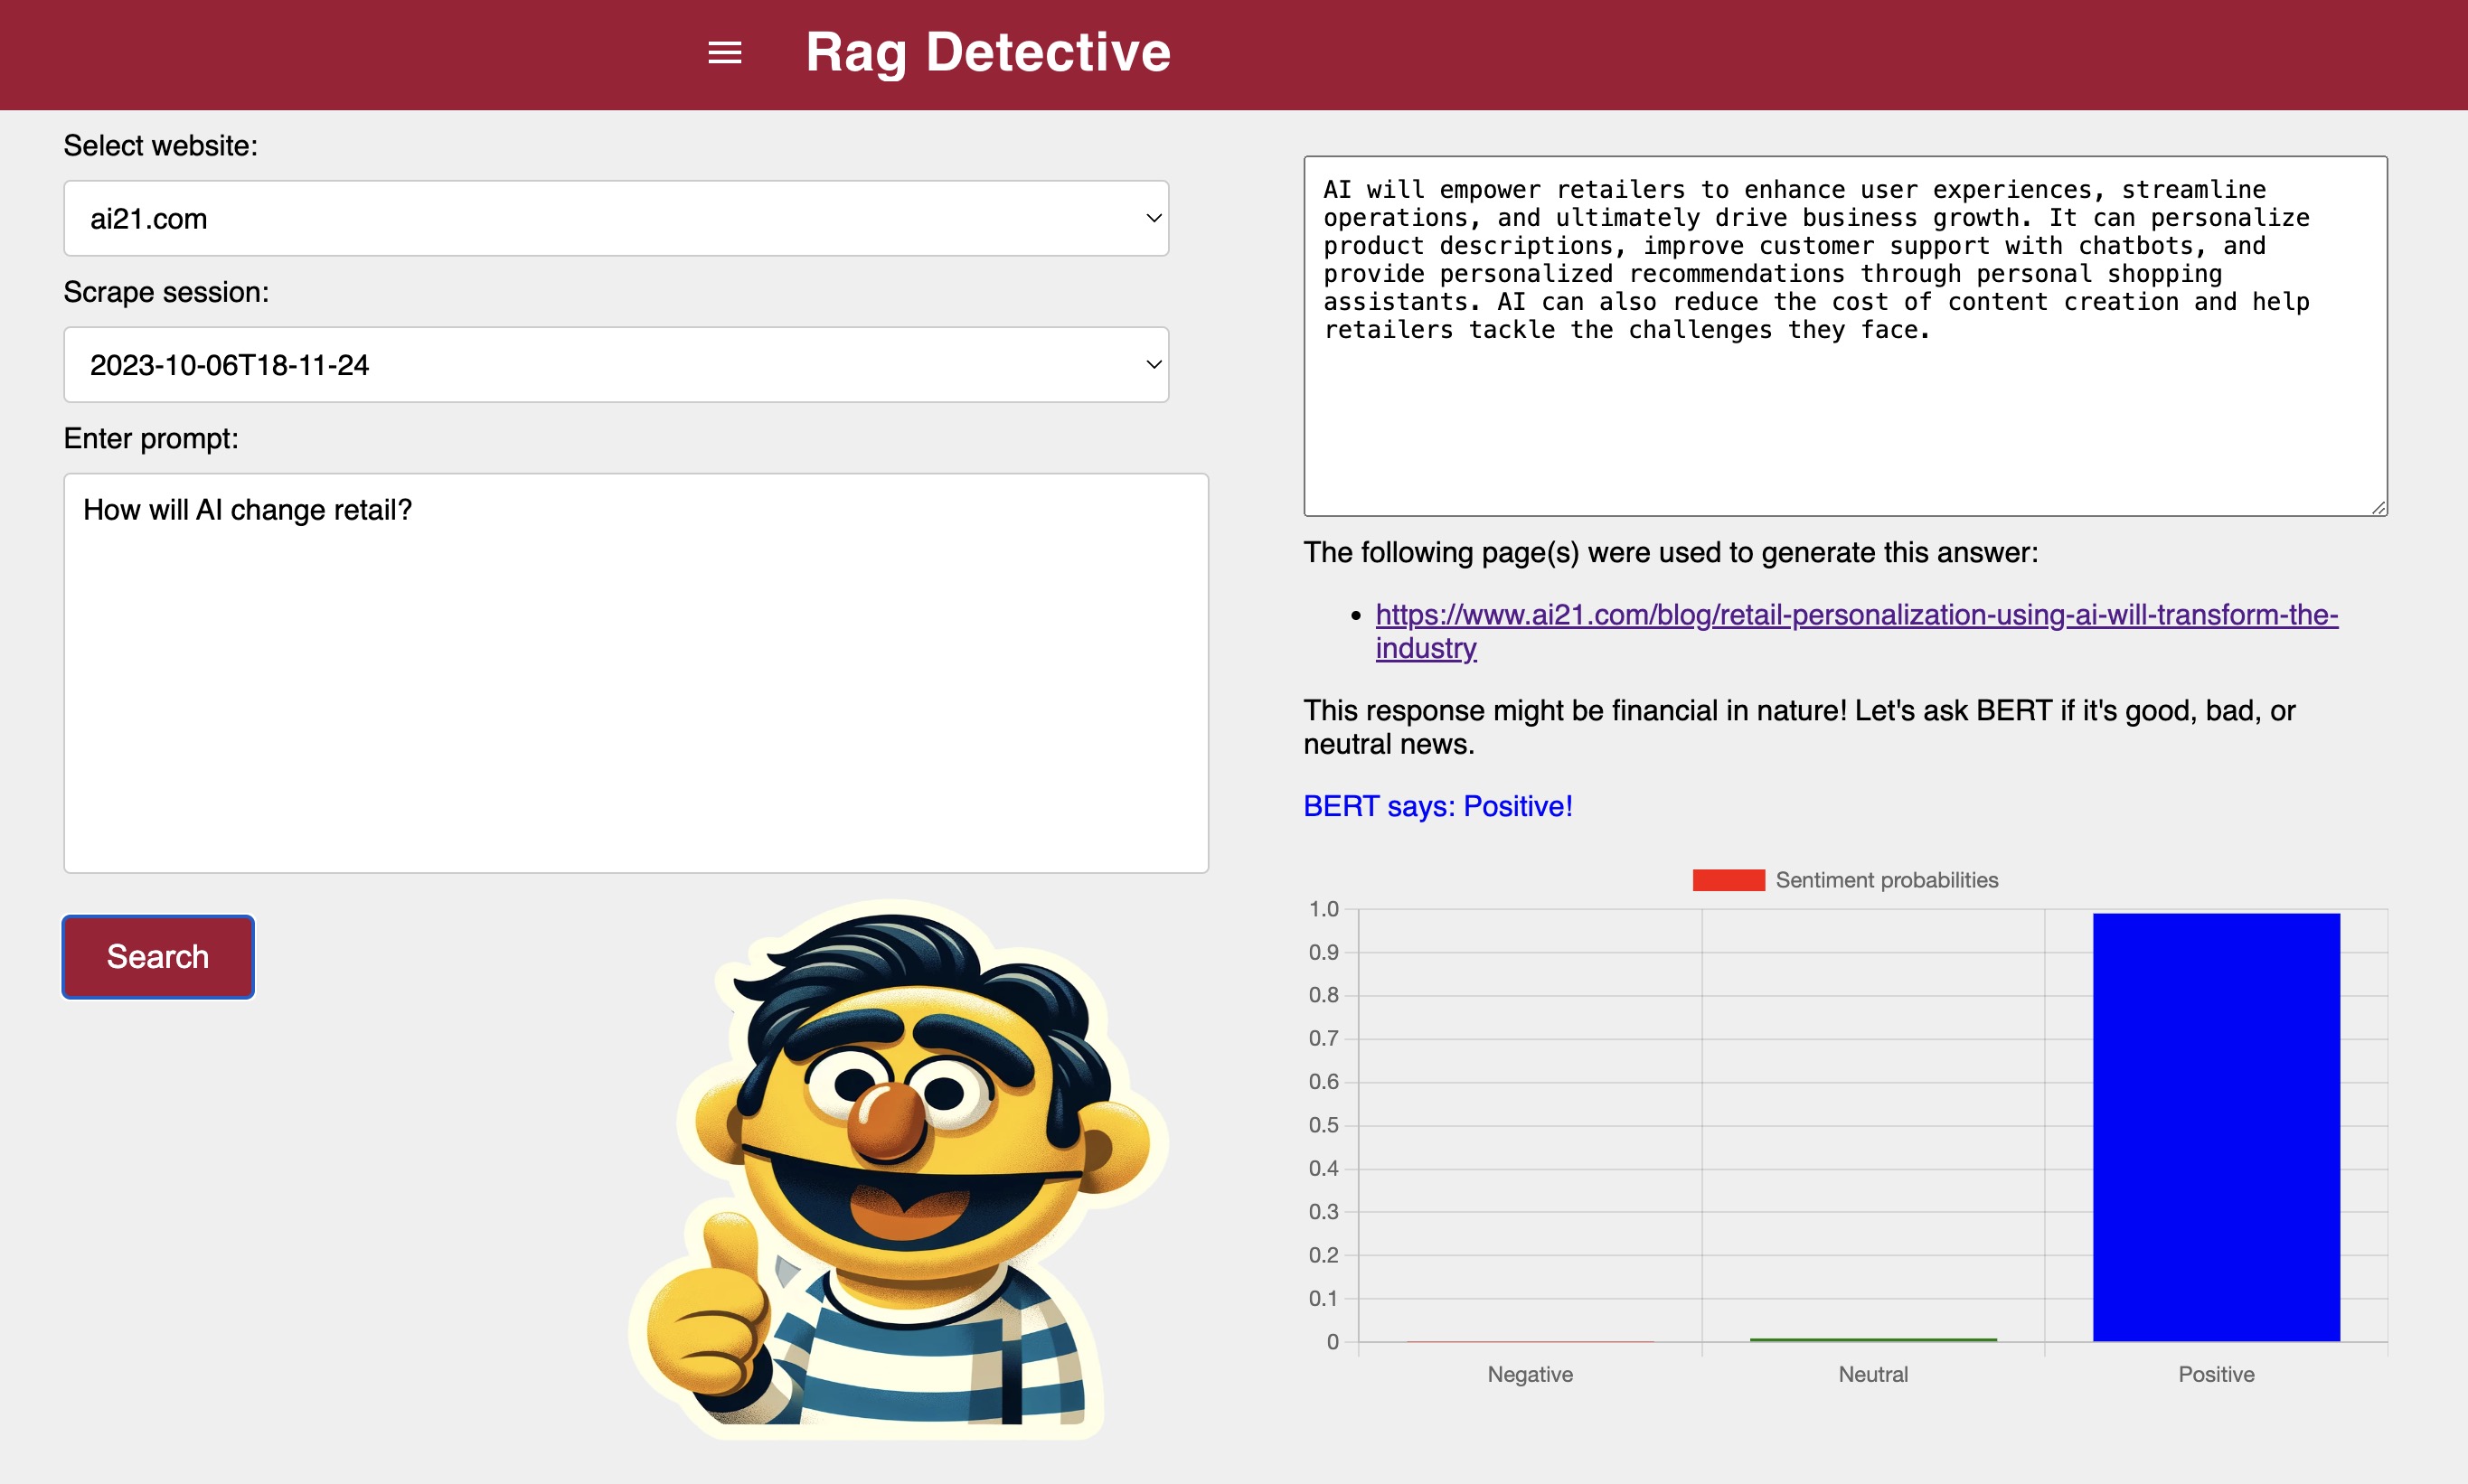 Rag Detective
Select website:
ai21.com
Scrape session:
2023-10-06T18-11-24
Enter prompt:
How will AI change retail?
Search
AI will empower retailers to enhance user experiences, streamline
operations, and ultimately drive business growth. It can personalize
product descriptions, improve customer support with chatbots, and
provide personalized recommendations through personal shopping
assistants. AI can also reduce the cost of content creation and help
retailers tackle the challenges they face.
The following page(s) were used to generate this answer:
https://www.ai21.com/blog/retail-personalization-using-ai-will-transform-the-
industry
This response might be financial in nature! Let's ask BERT if it's good, bad, or
neutral news.
BERT says: Positive!
Sentiment probabilities
1.0
0.9
0.8
0.7
0.6
0.5
0.4
0.3
0.2
0.1
0
Negative Neutral Positive